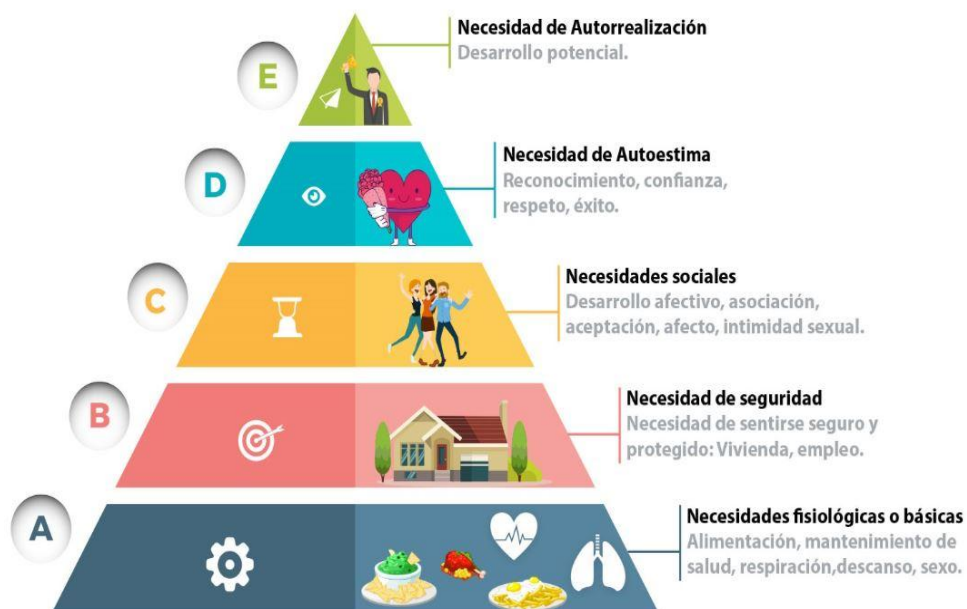 E
Necesidad de Autorrealización
Desarrollo potencial.
D
Necesidad de Autoestima
Reconocimiento, confianza,
respeto, éxito.
C
Necesidades sociales
Desarrollo afectivo, asociación,
aceptación, afecto, intimidad sexual.
B
Necesidad de seguridad
Necesidad de sentirse seguro y
protegido: Vivienda, empleo.
A
Necesidades fisiológicas o básicas
Alimentación, mantenimiento de
salud, respiración,descanso, sexo.